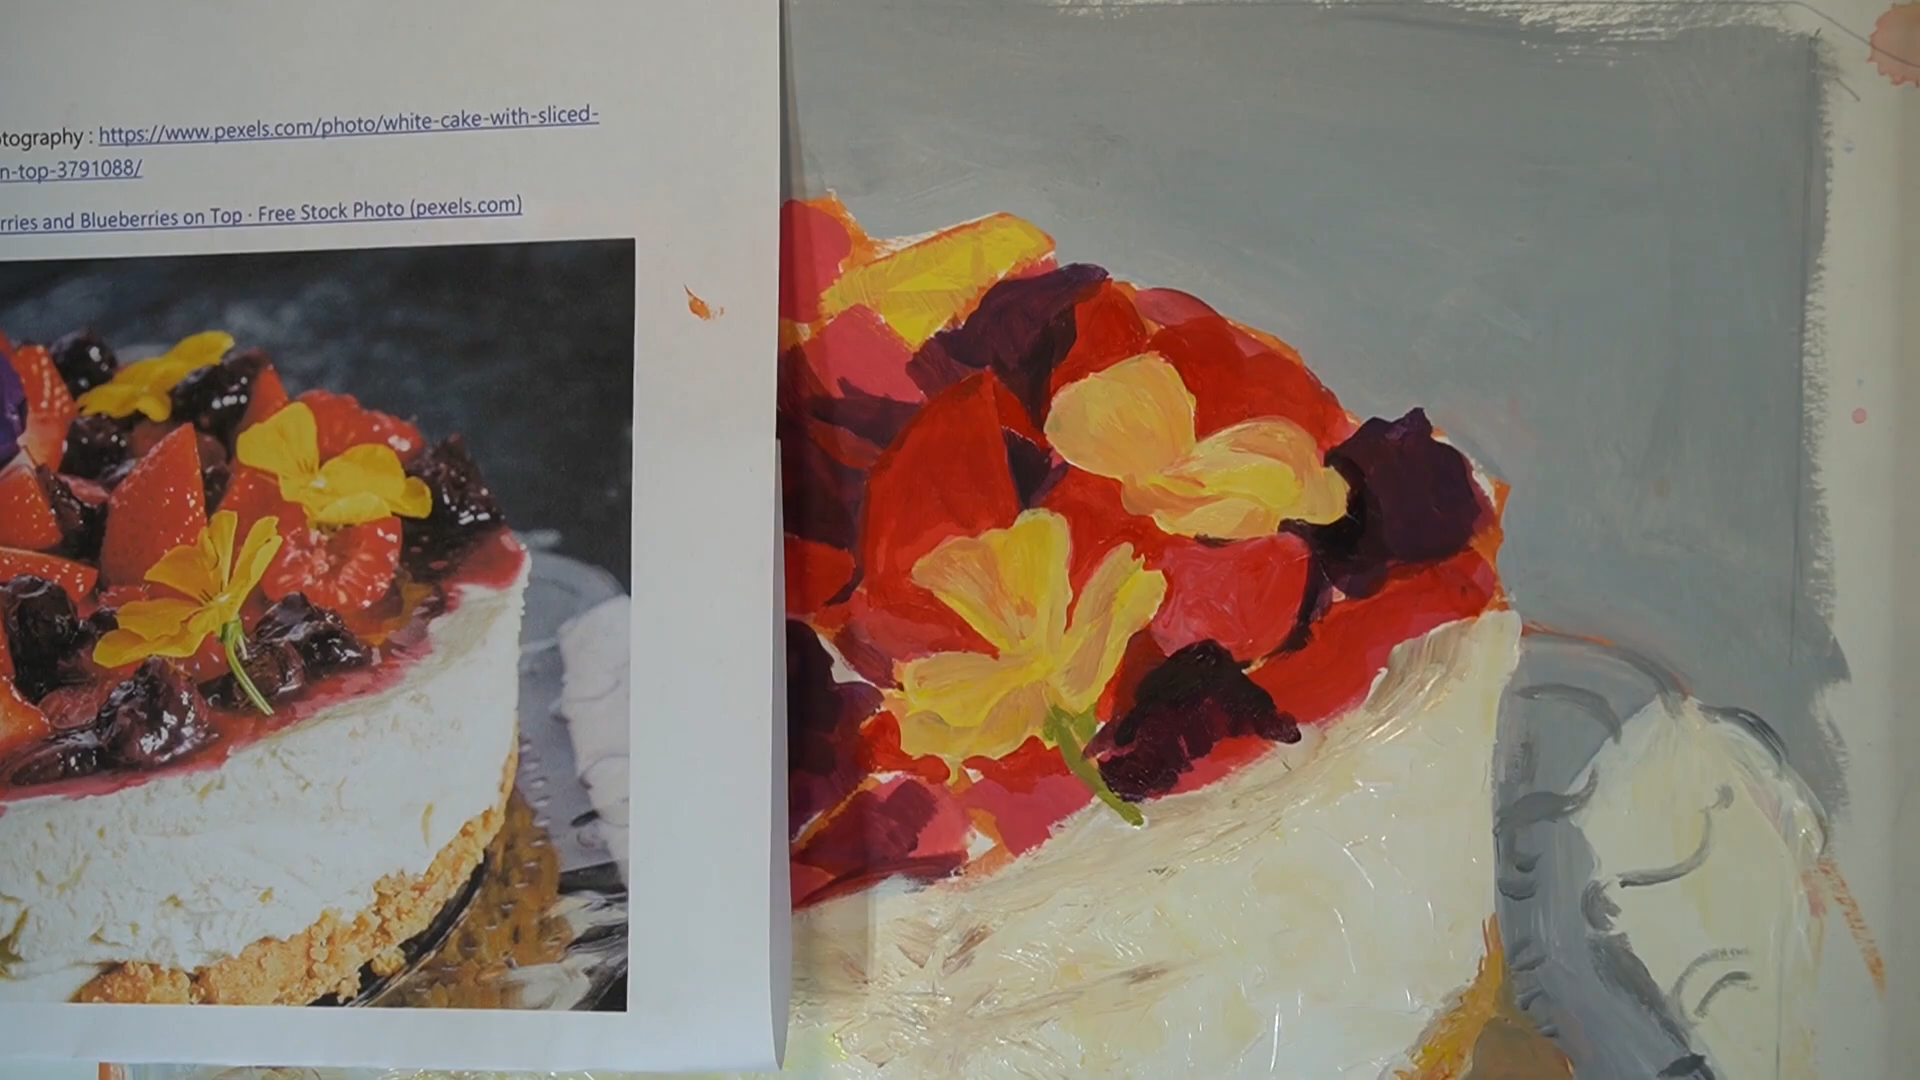 tography : https://www.pexels.com/photo/white-cake-with-sliced-
n-top-3791088/
rries and Blueberries on Top · Free Stock Photo (pexels.com)